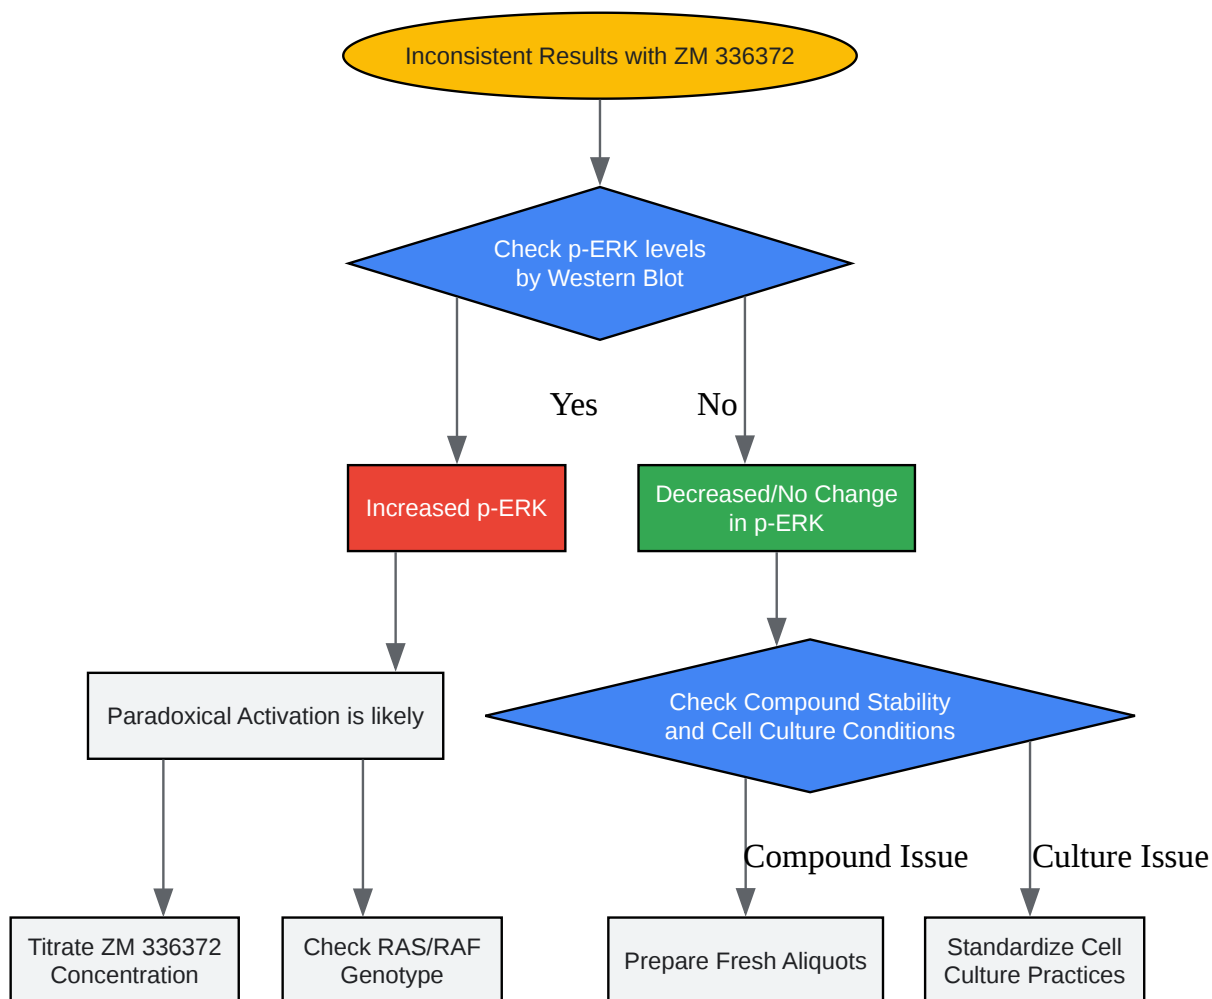 Inconsistent Results with ZM 336372
Check p-ERK levels
by Western Blot
Yes
No
Increased p-ERK
Decreased/No Change
in p-ERK
Paradoxical Activation is likely
Check Compound Stability
and Cell Culture Conditions
Compound Issue
Culture Issue
Titrate ZM 336372
Concentration
Check RAS/RAF
Genotype
Prepare Fresh Aliquots
Standardize Cell
Culture Practices